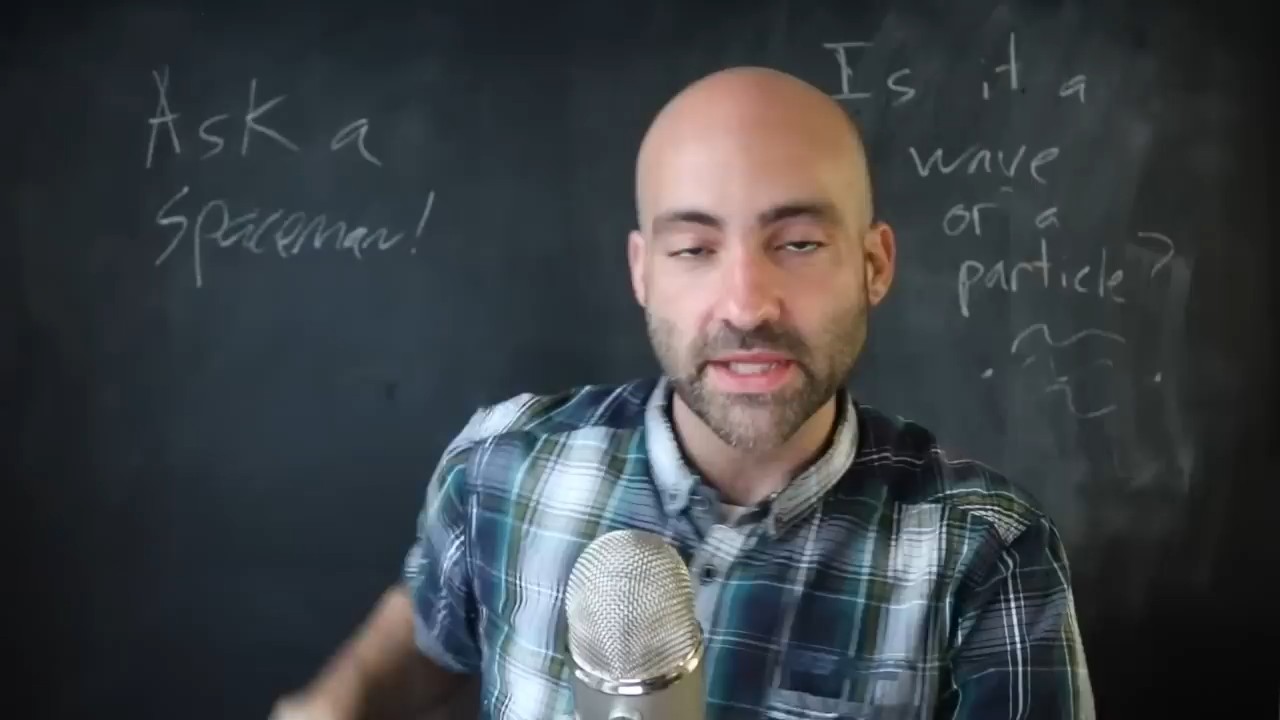 Ask a
Spaceman!
Is it a
wave
or a
particle?